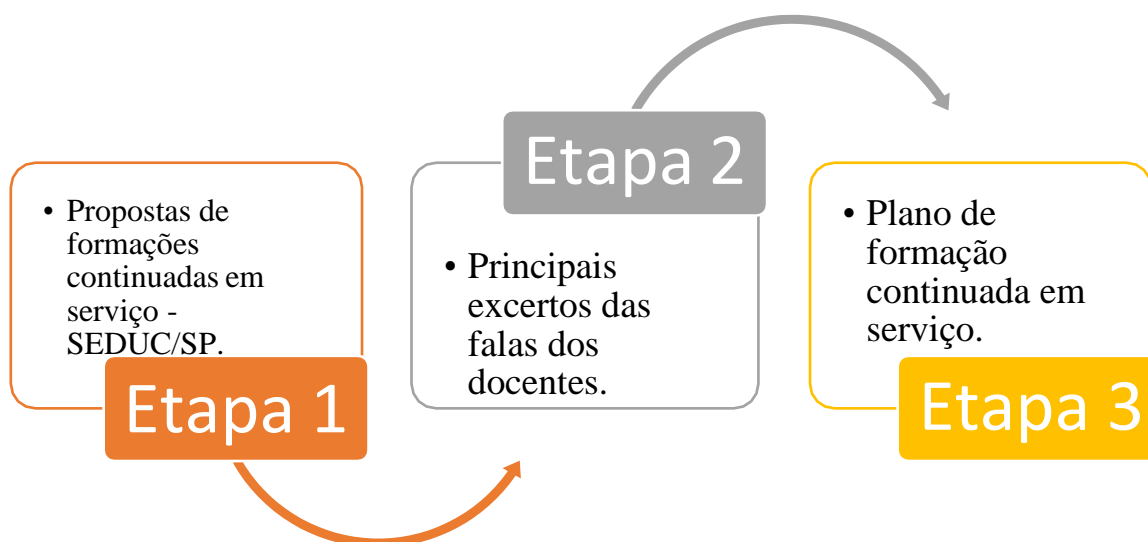 • Propostas de
formações
continuadas em
serviço -
SEDUC/SP.
Etapa 1
Etapa 2
• Principais
excertos das
falas dos
docentes.
• Plano de
formação
continuada em
serviço.
Etapa 3